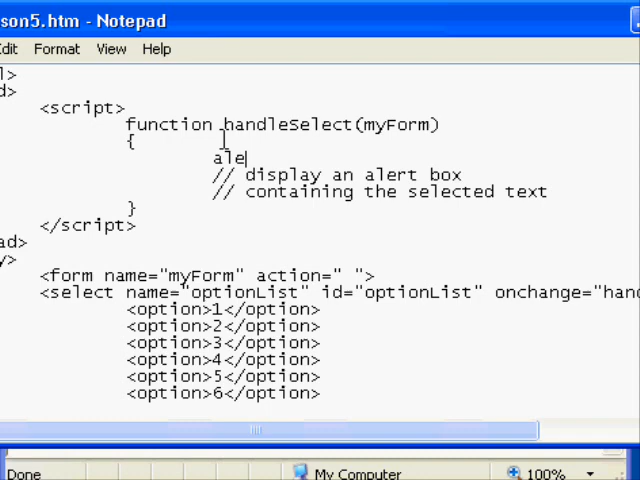 son5.htm - Notepad
Edit Format View Help
l>
d>
<script>
function handleSelect(myForm)
{
ale
// display an alert box
// containing the selected text
}
</script>
ad>
y>
<form name="myForm" action=" ">
<select name="optionList" id="optionList" onchange="han
<option>1</option>
<option>2</option>
<option>3</option>
<option>4</option>
<option>5</option>
<option>6</option>
Done My Computer 100%